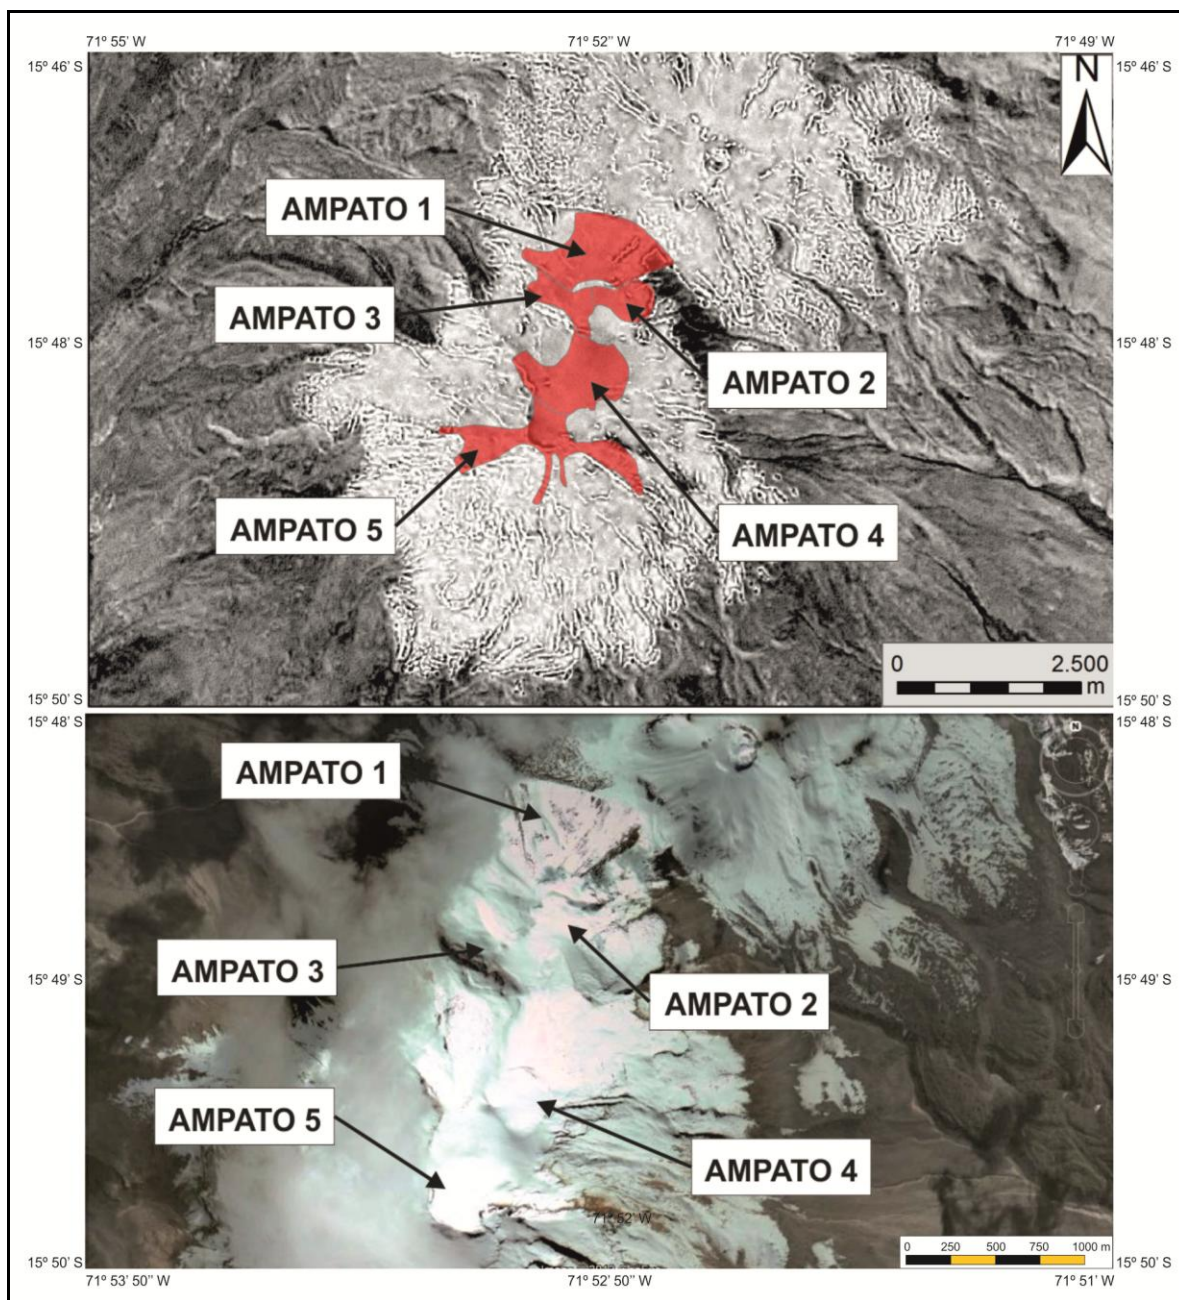 71º 55’ W 71º 52’’ W 71º 49’ W
15º 46’ S 15º 46’ S
N
AMPATO 1
AMPATO 3
15º 48’ S 15º 48’ S
AMPATO 2
AMPATO 5
AMPATO 4
0 2.500
m
15º 50’ S 15º 50’ S
15º 48’ S 15º 48’ S
N
AMPATO 1
AMPATO 3
15º 49’ S 15º 49’ S
AMPATO 2
AMPATO 5
AMPATO 4
71º 52’ W
0 250 500 750 1000 m
15º 50’ S 15º 50’ S
71º 53’ 50’’ W 71º 52’ 50’’ W 71º 51’ W